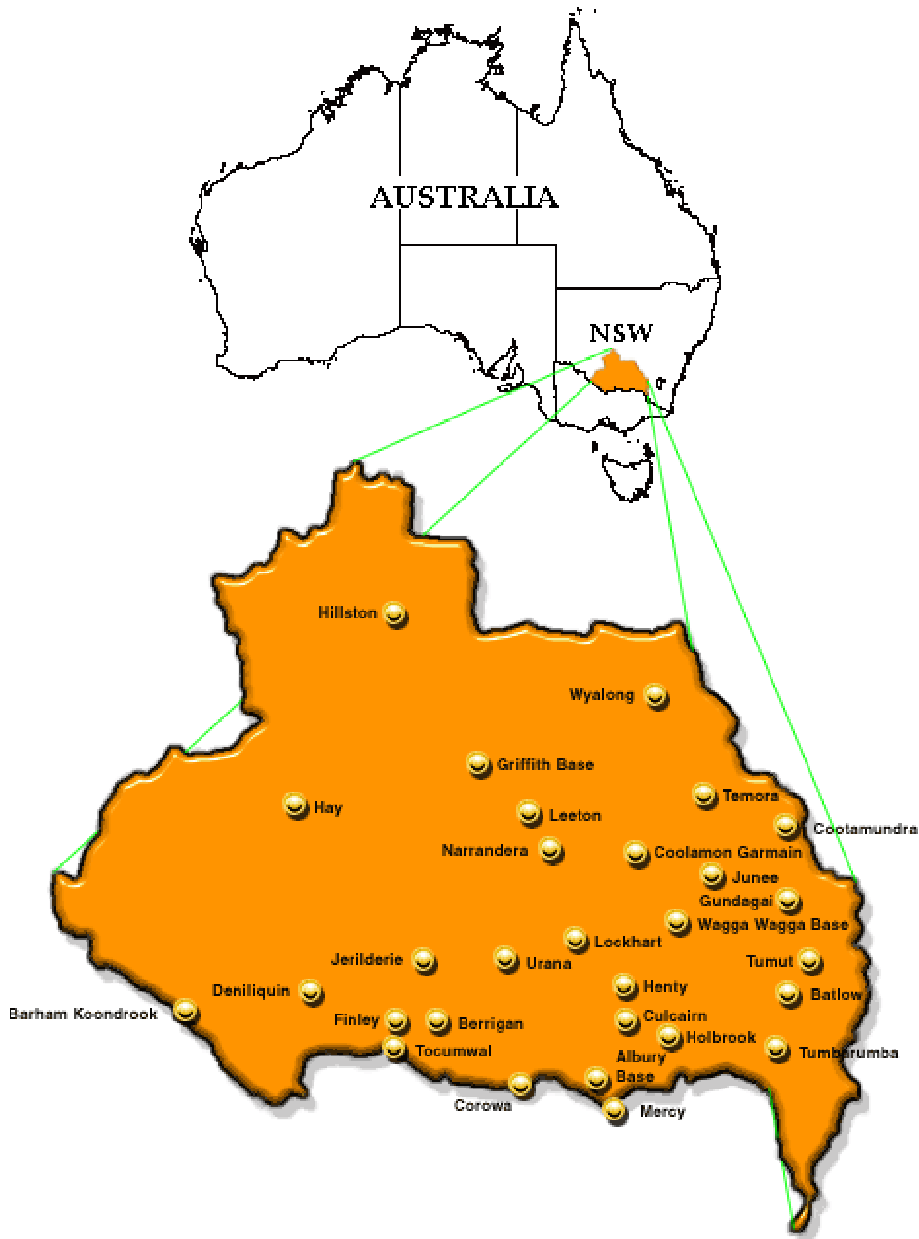 AUSTRALIA
NSW
Hillston
Wyalong
Griffith Base
Temora
Hay
Leeton
Cootamundra
Narrandera
Coolamon Garmain
Junee
Gundagai
Wagga Wagga Base
Lockhart
Jerilderie
Urana
Tumut
Henty
Deniliquin
Batlow
Barham Koondrook
Finley
Berrigan
Culcairn
Holbrook
Tocumwal
Albury
Base
Tumbarumba
Corowa
Mercy